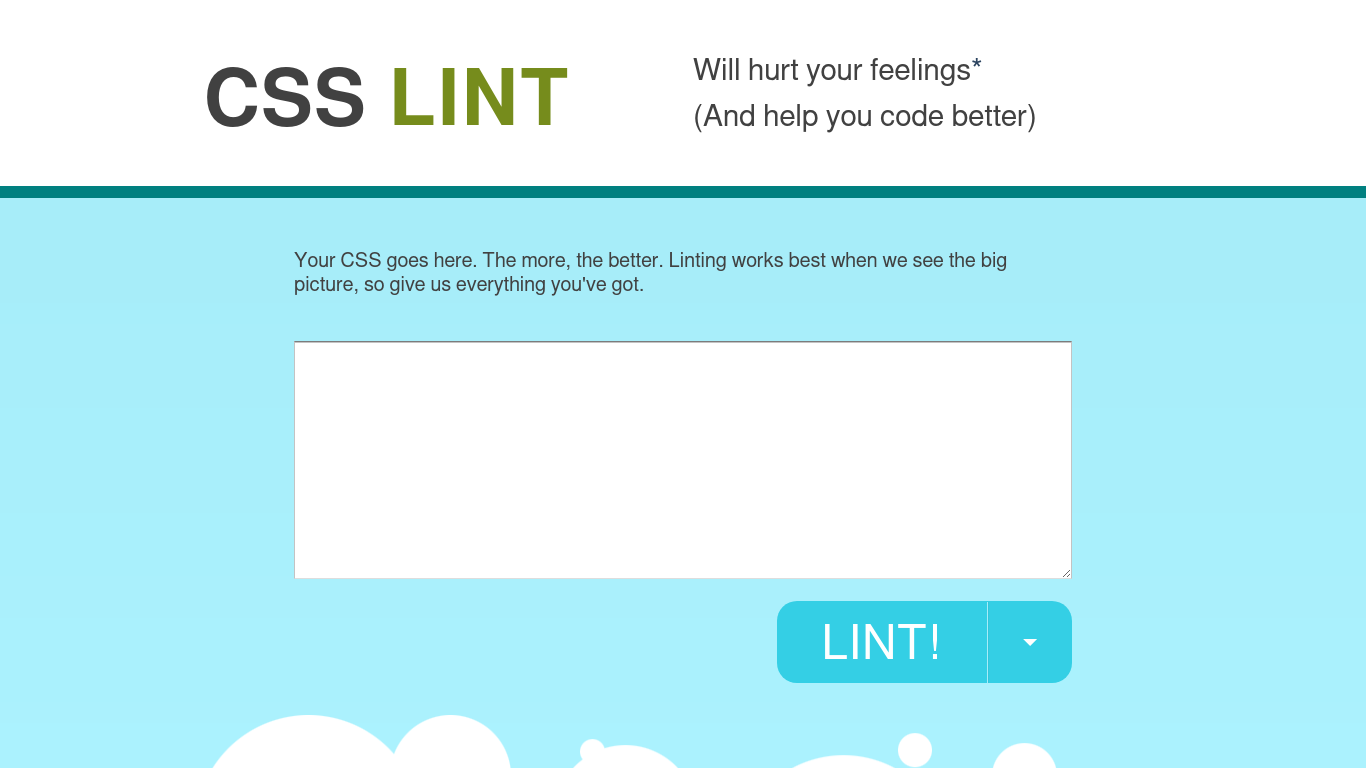 CSS LINT
Will hurt your feelings*
(And help you code better)
Your CSS goes here. The more, the better. Linting works best when we see the big
picture, so give us everything you've got.
LINT!